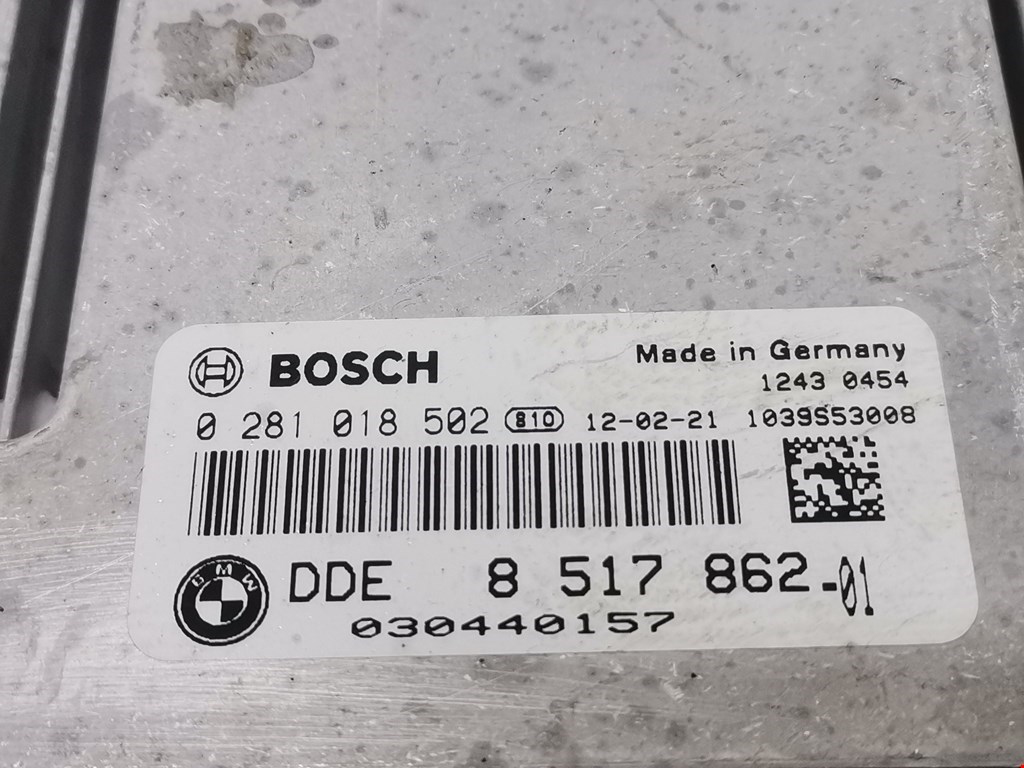 BOSCH
Made in Germany
1243 0454
0 281 018 502 810 12-02-21 1039S53008
BMW
DDE 8 517 862-01
030440157